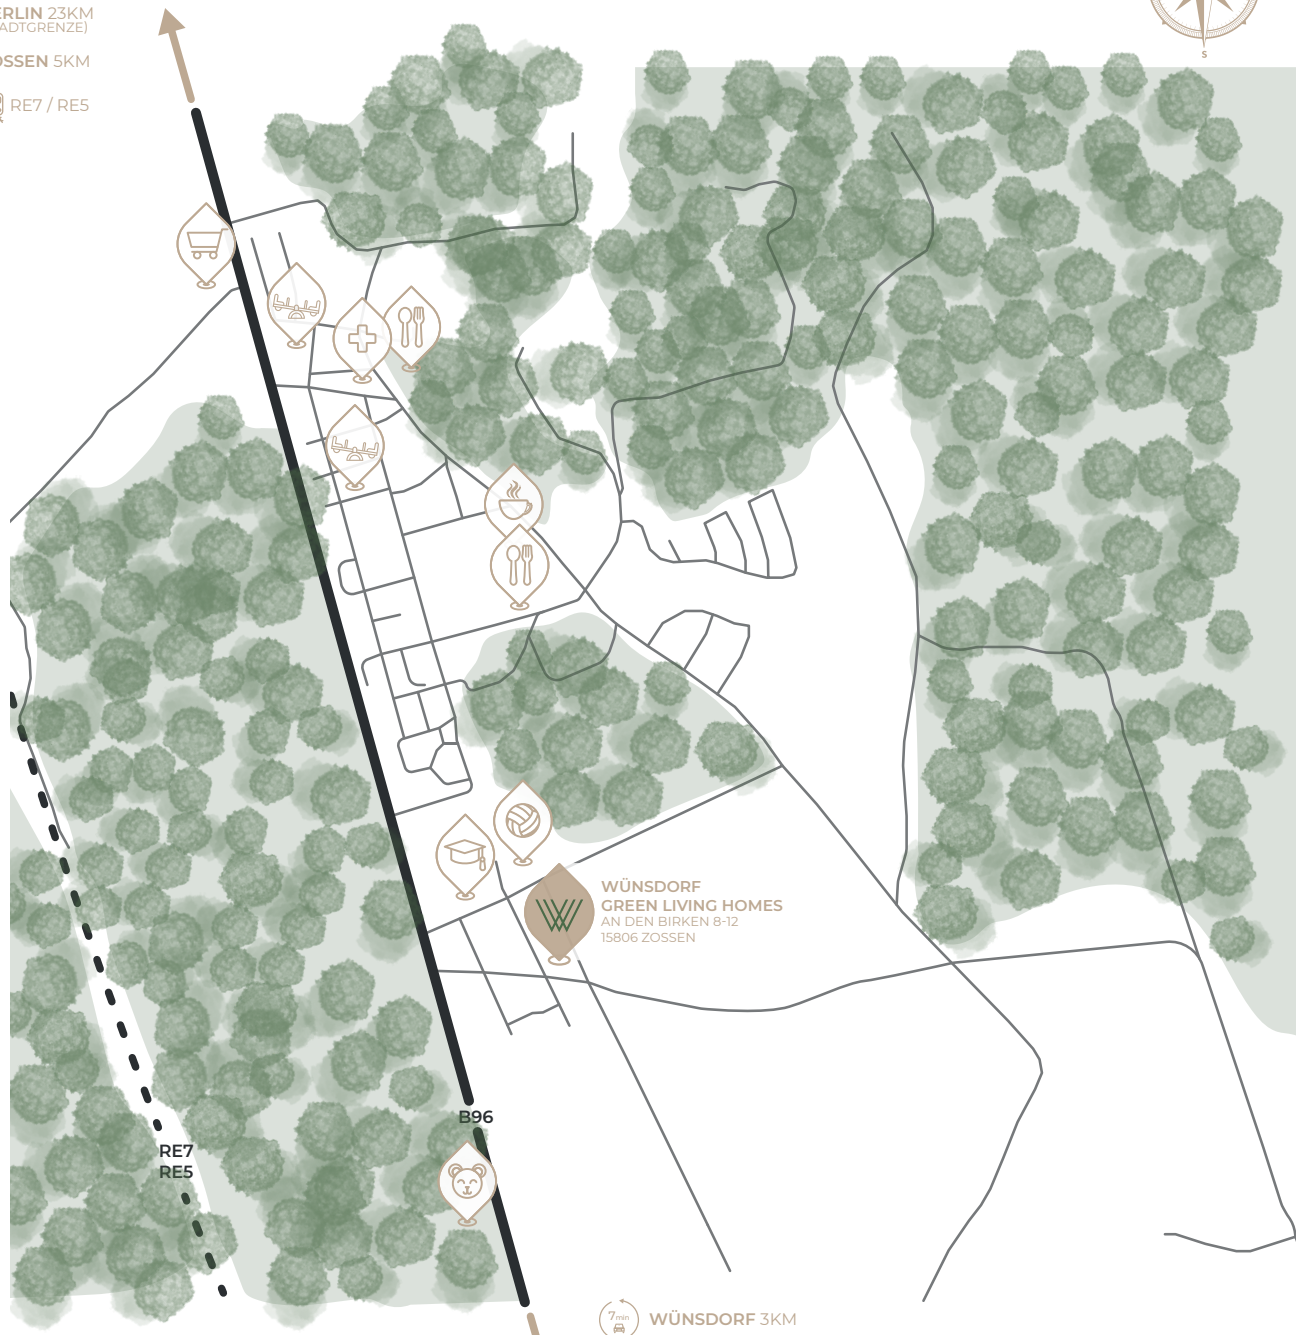 ERLIN 23KM
ADTGRENZE)
OSSEN 5KM
RE7 / RE5
S
WÜNSDORF
GREEN LIVING HOMES
AN DEN BIRKEN 8-12
15806 ZOSSEN
B96
RE7
RE5
7min
WÜNSDORF 3KM